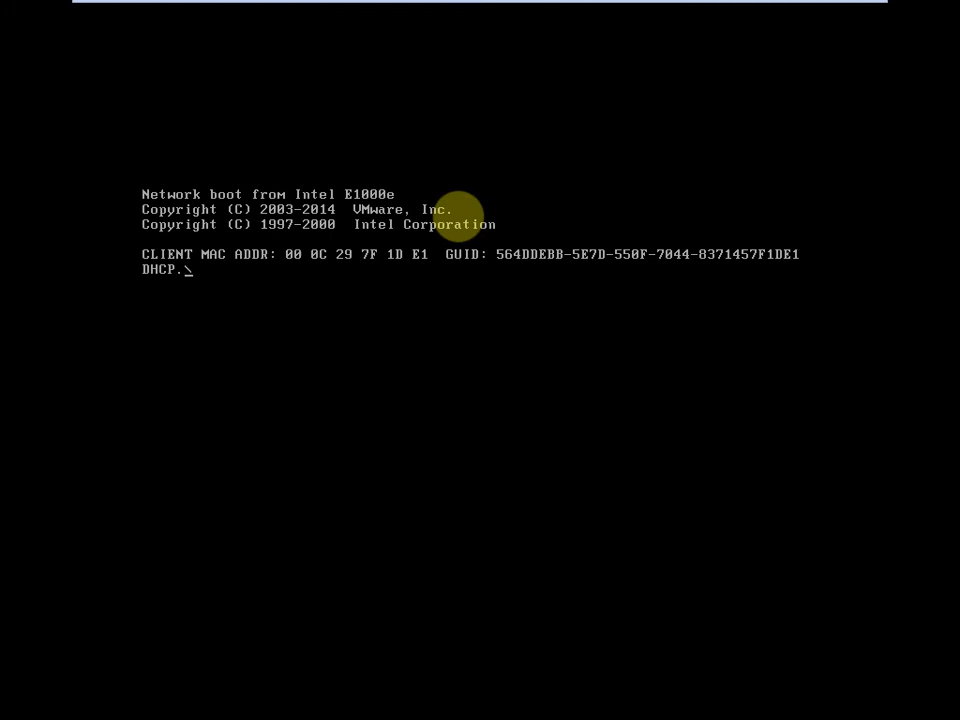 Network boot from Intel E1000e
Copyright (C) 2003-2014  VMware, Inc.
Copyright (C) 1997-2000  Intel Corporation
CLIENT MAC ADDR: 00 0C 29 7F 1D E1  GUID: 564DDEBB-5E7D-550F-7044-8371457F1DE1
DHCP.\